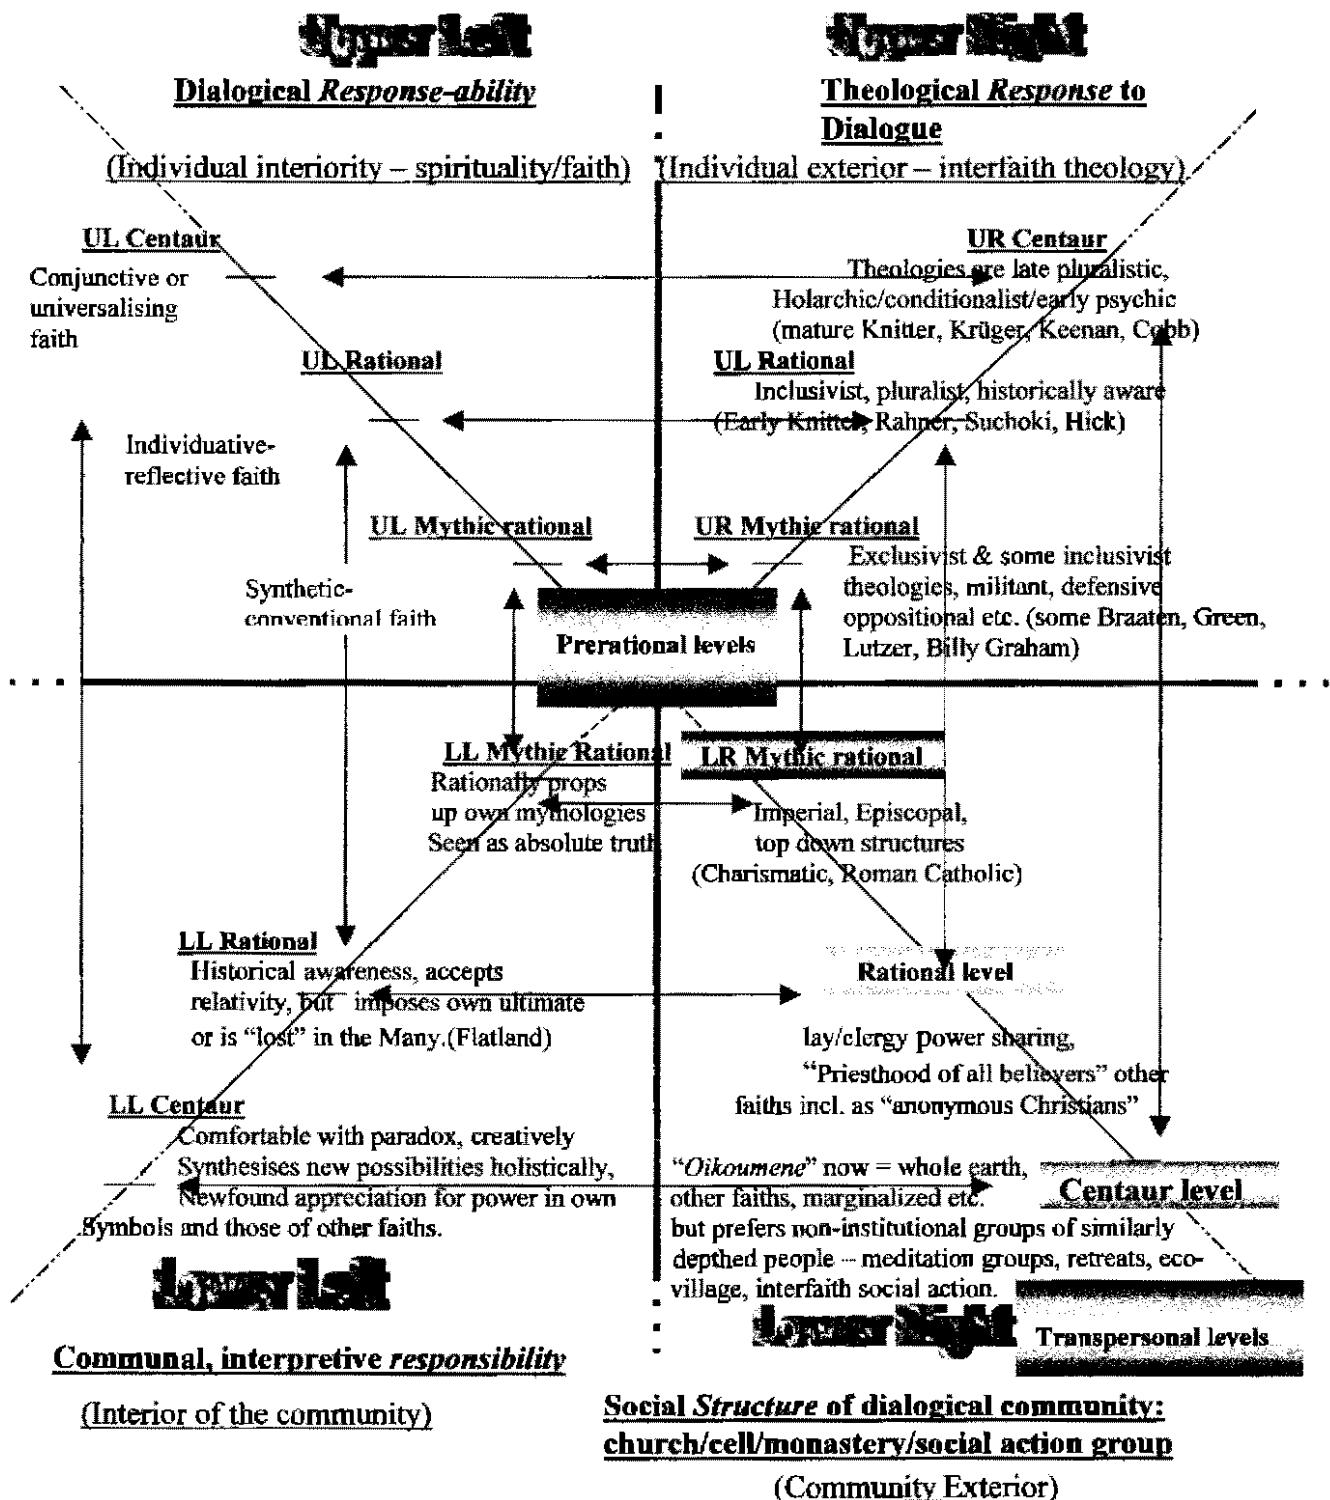 Upper Left
Upper Right
Dialogical Response-ability
Theological Response to
Dialogue
(Individual interiority – spirituality/faith)
(Individual exterior – interfaith theology)
UL Centaur
Conjunctive or
universalising
faith
UR Centaur
Theologies are late pluralistic,
Holarchic/conditionalist/early psychic
(mature Knitter, Krüger, Keenan, Cobb)
UL Rational
Individuative-
reflective faith
UL Rational
Inclusivist, pluralist, historically aware
(Early Knitter, Rahner, Suchoki, Hick)
UL Mythic rational
Synthetic-
conventional faith
UR Mythic rational
Exclusivist & some inclusivist
theologies, militant, defensive
oppositional etc. (some Braaten, Green,
Lutzer, Billy Graham)
Prerational levels
LL Mythic Rational
Rationally props
up own mythologies
Seen as absolute truth
LR Mythic rational
Imperial, Episcopal,
top down structures
(Charismatic, Roman Catholic)
LL Rational
Historical awareness, accepts
relativity, but imposes own ultimate
or is “lost” in the Many.(Flatland)
Rational level
lay/clergy power sharing,
“Priesthood of all believers” other
faiths incl. as “anonymous Christians”
LL Centaur
Comfortable with paradox, creatively
Synthesises new possibilities holistically,
Newfound appreciation for power in own
Symbols and those of other faiths.
“Oikoumene” now = whole earth,
other faiths, marginalized etc.
but prefers non-institutional groups of similarly
depthed people – meditation groups, retreats, eco-
village, interfaith social action.
Centaur level
Lower Left
Lower Right
Transpersonal levels
Communal, interpretive responsibility
(Interior of the community)
Social Structure of dialogical community:
church/cell/monastery/social action group
(Community Exterior)